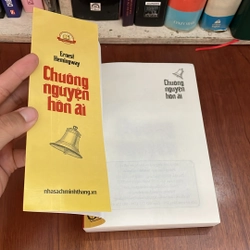 Ernest
Hemingway
Chuông
nguyện
hồn ai
nhasachminhthang.vn
Chuông
nguyện
hồn ai